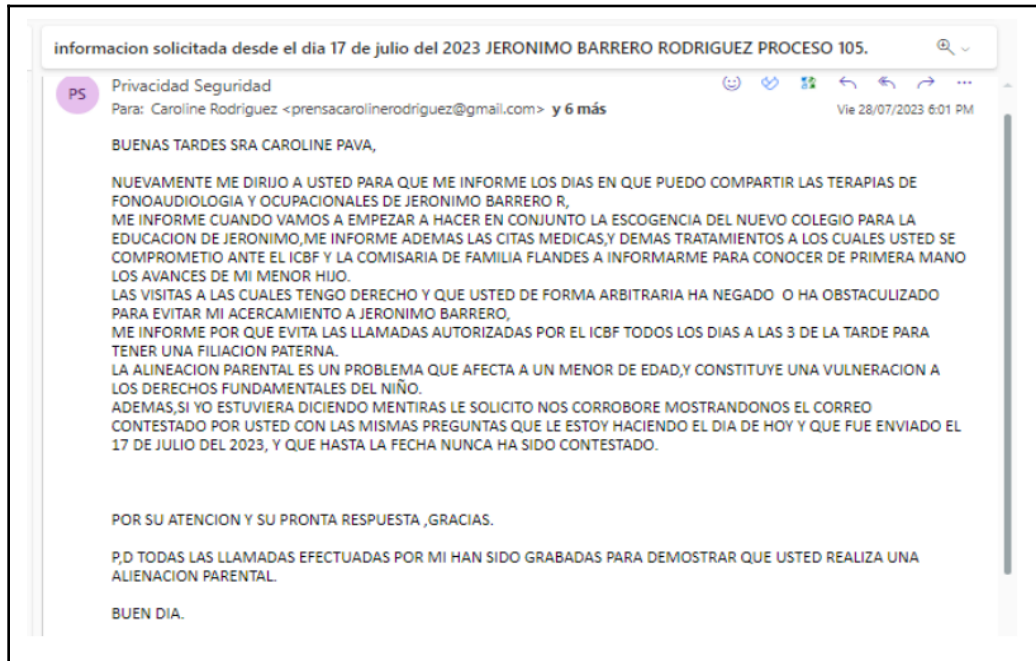 informacion solicitada desde el dia 17 de julio del 2023 JERONIMO BARRERO RODRIGUEZ PROCESO 105.
PS
Privacidad Seguridad
Para: Caroline Rodriguez <prensacarolinerodriguez@gmail.com> y 6 más
Vie 28/07/2023 6:01 PM
BUENAS TARDES SRA CAROLINE PAVA,
NUEVAMENTE ME DIRIJO A USTED PARA QUE ME INFORME LOS DIAS EN QUE PUEDO COMPARTIR LAS TERAPIAS DE
FONOAUDIOLOGIA Y OCUPACIONALES DE JERONIMO BARRERO R,
ME INFORME CUANDO VAMOS A EMPEZAR A HACER EN CONJUNTO LA ESCOGENCIA DEL NUEVO COLEGIO PARA LA
EDUCACION DE JERONIMO,ME INFORME ADEMAS LAS CITAS MEDICAS,Y DEMAS TRATAMIENTOS A LOS CUALES USTED SE
COMPROMETIO ANTE EL ICBF Y LA COMISARIA DE FAMILIA FLANDES A INFORMARME PARA CONOCER DE PRIMERA MANO
LOS AVANCES DE MI MENOR HIJO.
LAS VISITAS A LAS CUALES TENGO DERECHO Y QUE USTED DE FORMA ARBITRARIA HA NEGADO O HA OBSTACULIZADO
PARA EVITAR MI ACERCAMIENTO A JERONIMO BARRERO,
ME INFORME POR QUE EVITA LAS LLAMADAS AUTORIZADAS POR EL ICBF TODOS LOS DIAS A LAS 3 DE LA TARDE PARA
TENER UNA FILIACION PATERNA.
LA ALINEACION PARENTAL ES UN PROBLEMA QUE AFECTA A UN MENOR DE EDAD,Y CONSTITUYE UNA VULNERACION A
LOS DERECHOS FUNDAMENTALES DEL NIÑO.
ADEMAS,SI YO ESTUVIERA DICIENDO MENTIRAS LE SOLICITO NOS CORROBORE MOSTRANDONOS EL CORREO
CONTESTADO POR USTED CON LAS MISMAS PREGUNTAS QUE LE ESTOY HACIENDO EL DIA DE HOY Y QUE FUE ENVIADO EL
17 DE JULIO DEL 2023, Y QUE HASTA LA FECHA NUNCA HA SIDO CONTESTADO.
POR SU ATENCION Y SU PRONTA RESPUESTA ,GRACIAS.
P,D TODAS LAS LLAMADAS EFECTUADAS POR MI HAN SIDO GRABADAS PARA DEMOSTRAR QUE USTED REALIZA UNA
ALIENACION PARENTAL.
BUEN DIA.